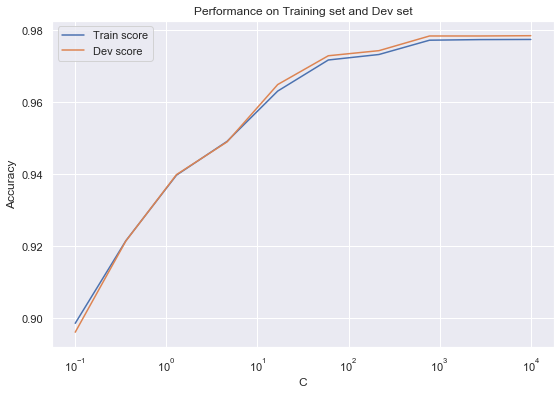 Performance on Training set and Dev set
Train score
Dev score
0.98
0.96
0.94
0.92
0.90
Accuracy
10⁻¹
10⁰
10¹
10²
10³
10⁴
C